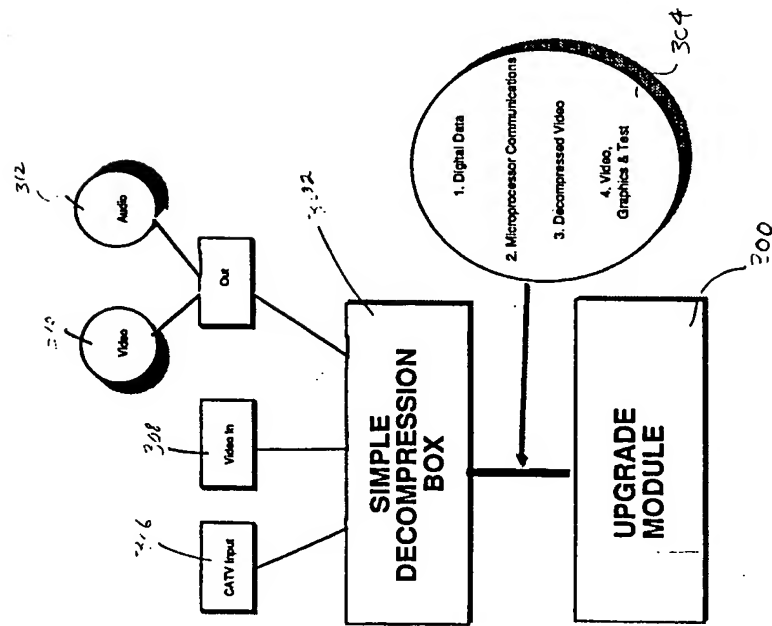 312
Audio
Video
Out
308
Video In
CATV Input
SIMPLE
DECOMPRESSION
BOX
1. Digital Data
2. Microprocessor Communications
3. Decompressed Video
4. Video,
Graphics & Test
304
UPGRADE
MODULE
300